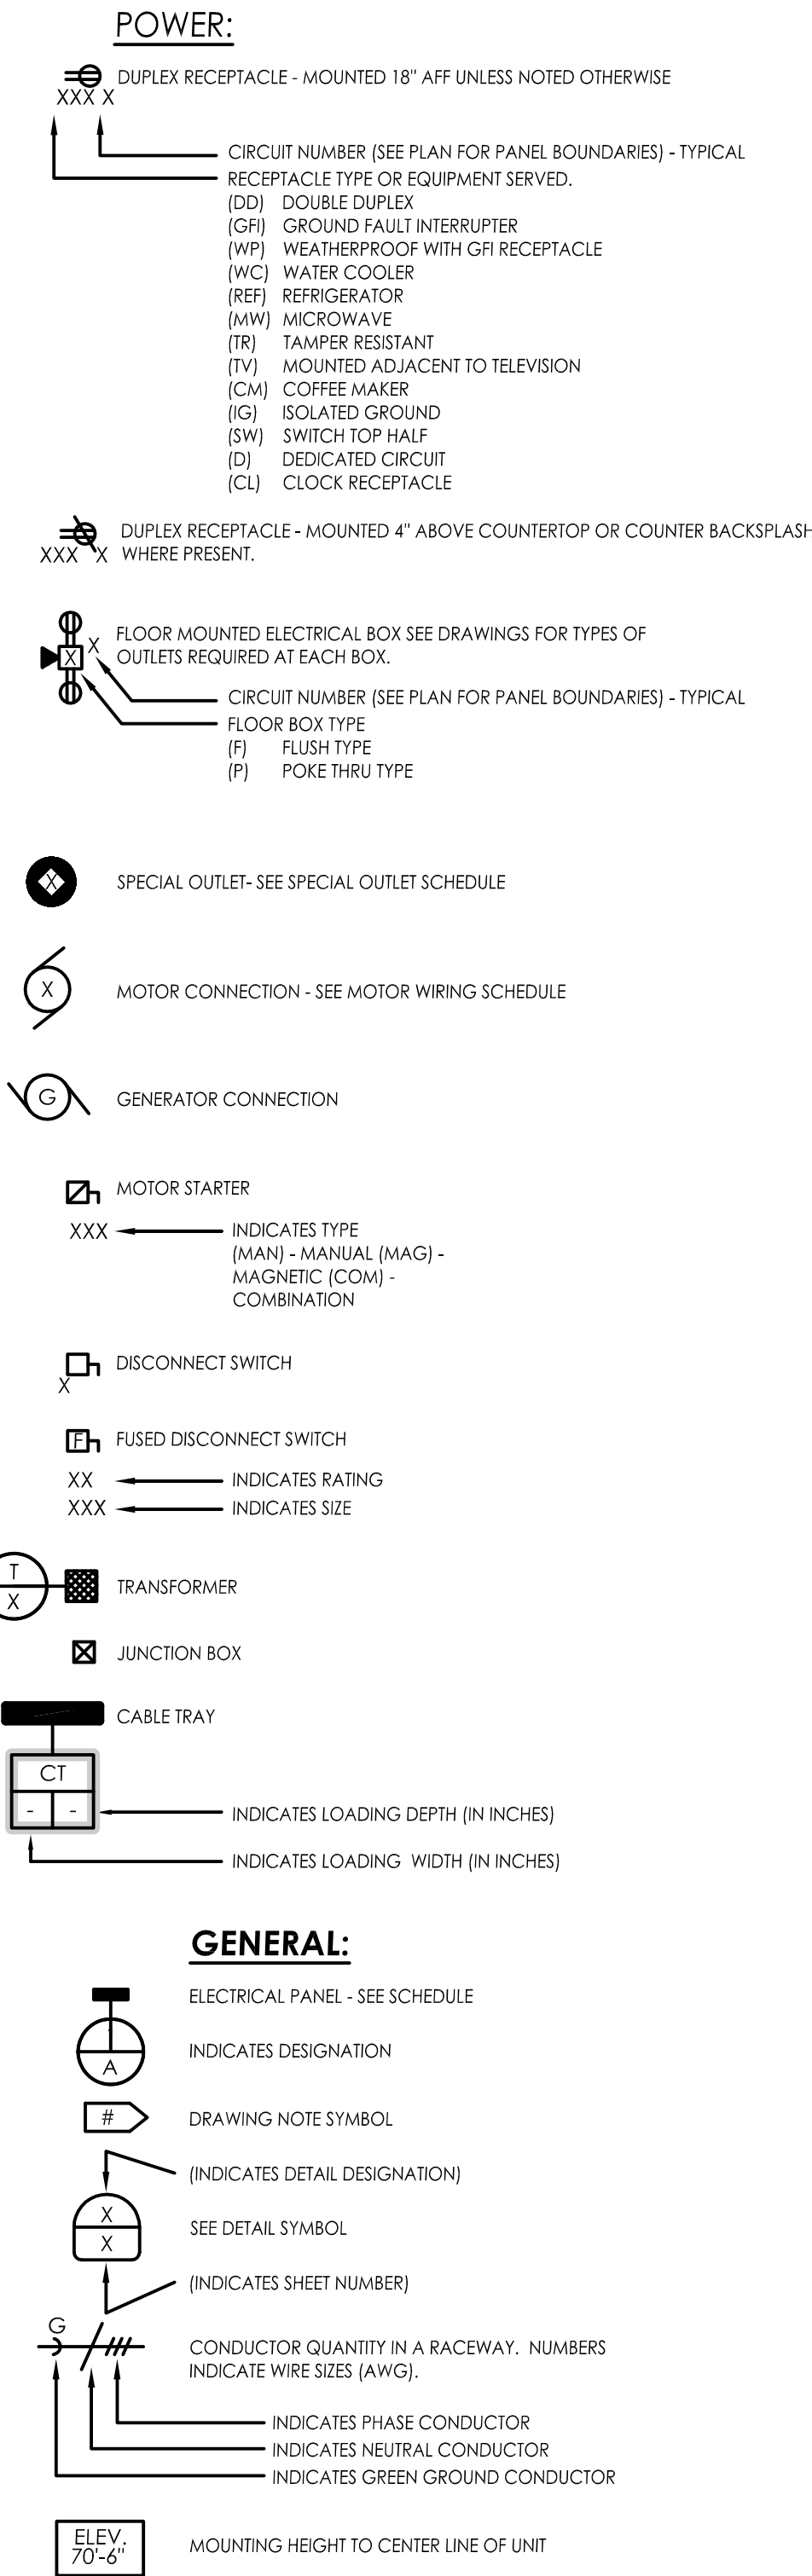 POWER:
DUPLEX RECEPTACLE - MOUNTED 18" AFF UNLESS NOTED OTHERWISE
XXX X
CIRCUIT NUMBER (SEE PLAN FOR PANEL BOUNDARIES) - TYPICAL
RECEPTACLE TYPE OR EQUIPMENT SERVED.
(DD) DOUBLE DUPLEX
(GFI) GROUND FAULT INTERRUPTER
(WP) WEATHERPROOF WITH GFI RECEPTACLE
(WC) WATER COOLER
(REF) REFRIGERATOR
(MW) MICROWAVE
(TR) TAMPER RESISTANT
(TV) MOUNTED ADJACENT TO TELEVISION
(CM) COFFEE MAKER
(IG) ISOLATED GROUND
(SW) SWITCH TOP HALF
(D) DEDICATED CIRCUIT
(CL) CLOCK RECEPTACLE
DUPLEX RECEPTACLE - MOUNTED 4" ABOVE COUNTERTOP OR COUNTER BACKSPLASH
XXX X WHERE PRESENT.
FLOOR MOUNTED ELECTRICAL BOX SEE DRAWINGS FOR TYPES OF
X
X OUTLETS REQUIRED AT EACH BOX.
CIRCUIT NUMBER (SEE PLAN FOR PANEL BOUNDARIES) - TYPICAL
FLOOR BOX TYPE
(F) FLUSH TYPE
(P) POKE THRU TYPE
X SPECIAL OUTLET- SEE SPECIAL OUTLET SCHEDULE
X MOTOR CONNECTION - SEE MOTOR WIRING SCHEDULE
G GENERATOR CONNECTION
MOTOR STARTER
XXX INDICATES TYPE
(MAN) - MANUAL (MAG) -
MAGNETIC (COM) -
COMBINATION
DISCONNECT SWITCH
X
F FUSED DISCONNECT SWITCH
XX INDICATES RATING
XXX INDICATES SIZE
T
TRANSFORMER
X
JUNCTION BOX
CABLE TRAY
CT
- - INDICATES LOADING DEPTH (IN INCHES)
INDICATES LOADING WIDTH (IN INCHES)
GENERAL:
ELECTRICAL PANEL - SEE SCHEDULE
INDICATES DESIGNATION
A
# DRAWING NOTE SYMBOL
(INDICATES DETAIL DESIGNATION)
X
SEE DETAIL SYMBOL
X
(INDICATES SHEET NUMBER)
G
CONDUCTOR QUANTITY IN A RACEWAY. NUMBERS
INDICATE WIRE SIZES (AWG).
INDICATES PHASE CONDUCTOR
INDICATES NEUTRAL CONDUCTOR
INDICATES GREEN GROUND CONDUCTOR
ELEV.
70'-6"
MOUNTING HEIGHT TO CENTER LINE OF UNIT